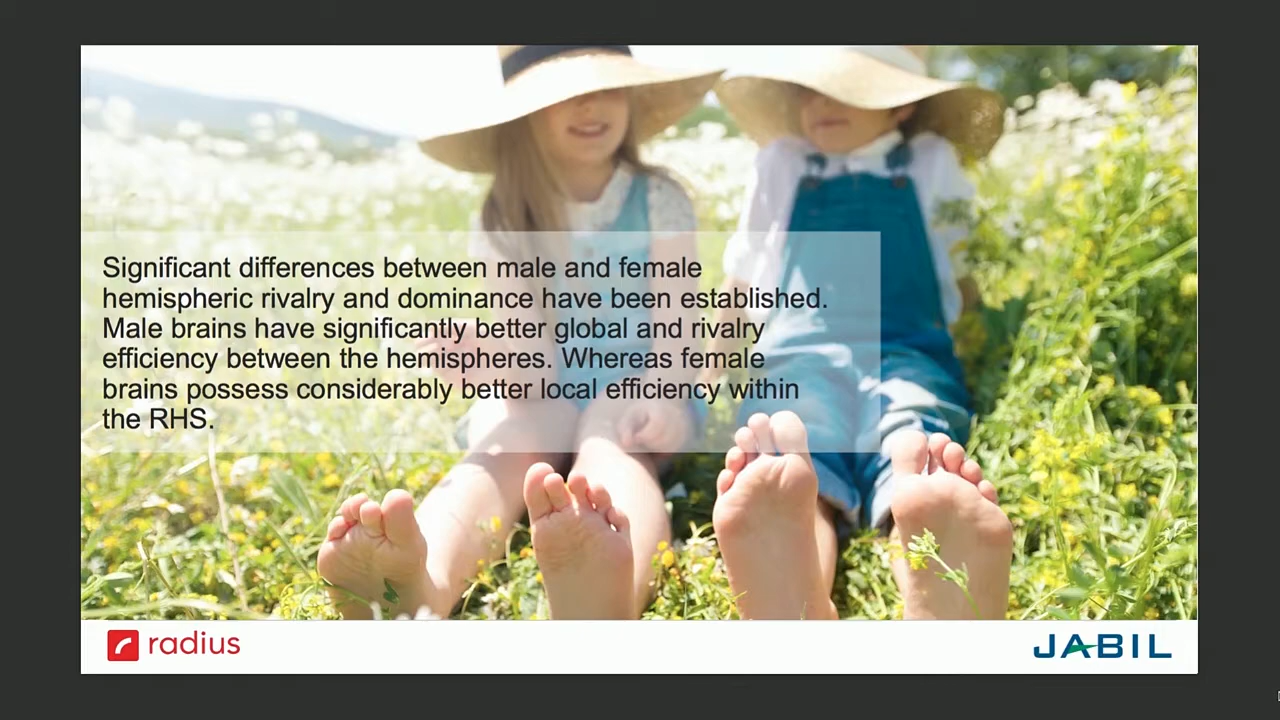 Significant differences between male and female
hemispheric rivalry and dominance have been established.
Male brains have significantly better global and rivalry
efficiency between the hemispheres. Whereas female
brains possess considerably better local efficiency within
the RHS.
radius
JABIL